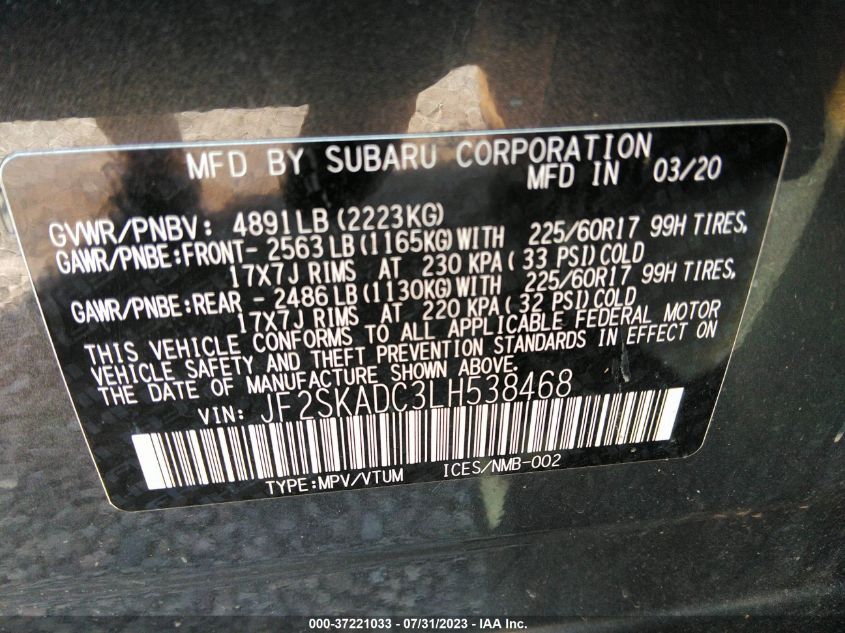 MFD BY SUBARU CORPORATION
MFD IN 03/20
GVWR/PNBV: 4891LB (2223KG)
GAWR/PNBE:FRONT- 2563 LB (1165KG) WITH 225/60R17 99H TIRES,
17X7J RIMS AT 230 KPA ( 33 PSI) COLD
GAWR/PNBE:REAR - 2486 LB (1130KG) WITH 225/60R17 99H TIRES,
17X7J RIMS AT 220 KPA ( 32 PSI) COLD
THIS VEHICLE CONFORMS TO ALL APPLICABLE FEDERAL MOTOR
VEHICLE SAFETY AND THEFT PREVENTION STANDARDS IN EFFECT ON
THE DATE OF MANUFACTURE SHOWN ABOVE.
VIN: JF2SKADC3LH538468
TYPE:MPV/VTUM ICES/NMB-002
000-37221033 - 07/31/2023 - IAA Inc.